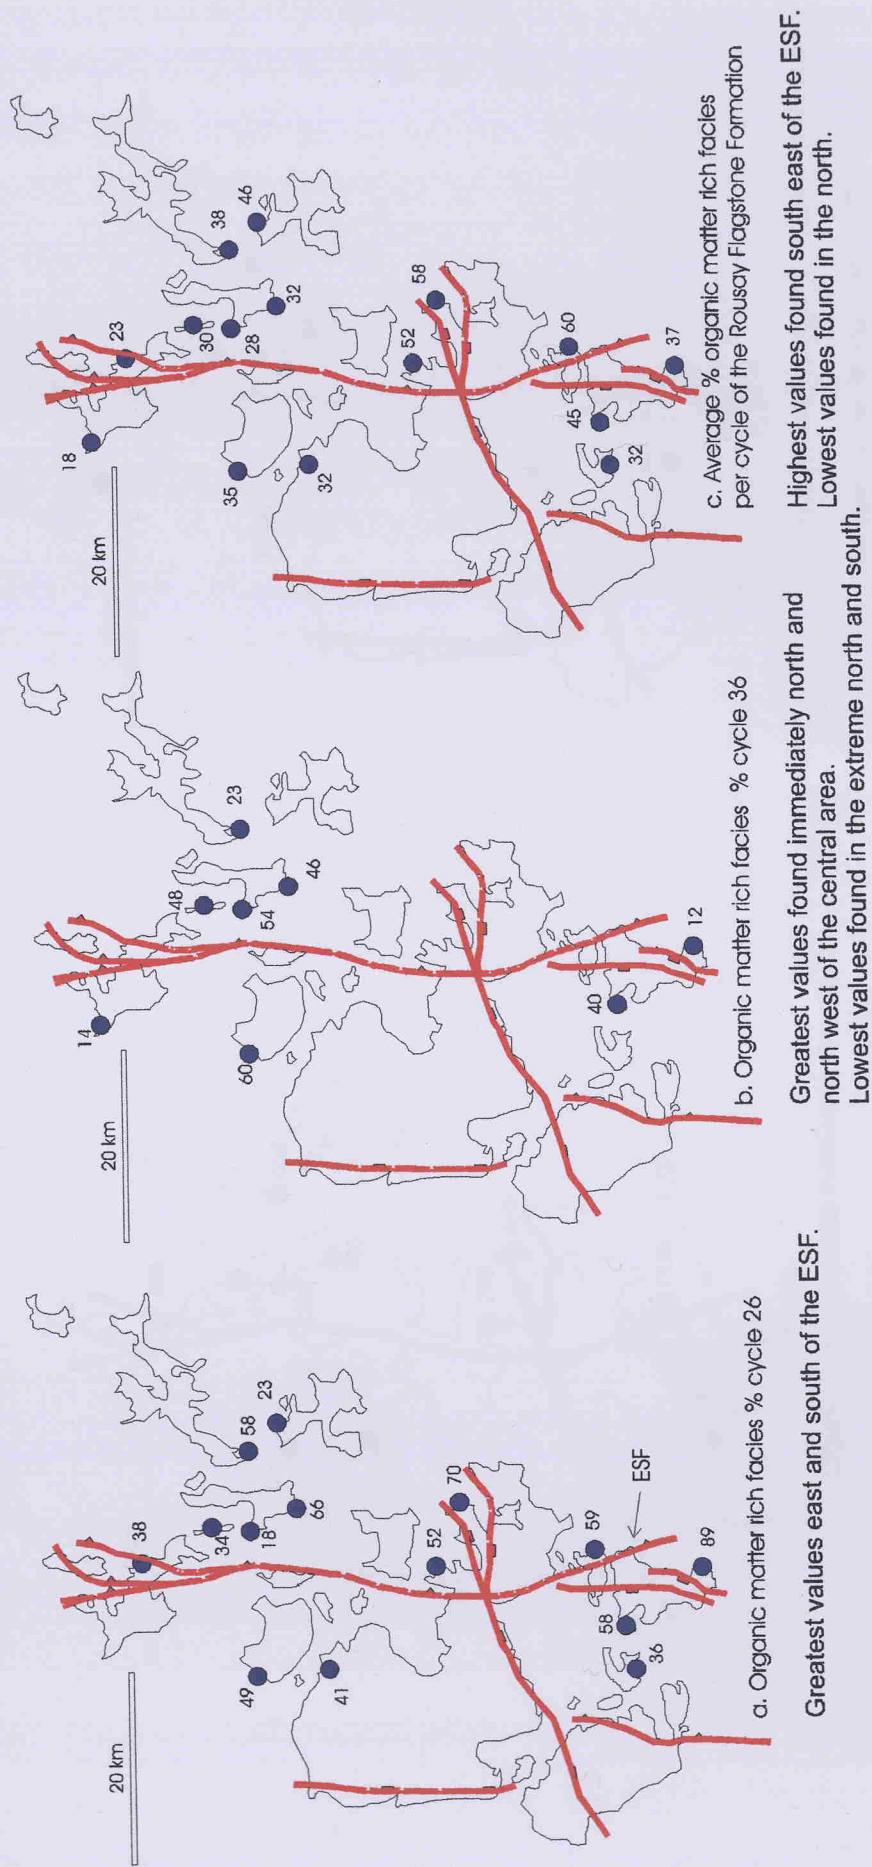 20 km
38
34
18
58
23
66
49
41
52
70
59
ESF
58
36
89
a. Organic matter rich facies % cycle 26
Greatest values east and south of the ESF.
20 km
14
48
54
23
46
60
40
12
b. Organic matter rich facies % cycle 36
Greatest values found immediately north and
north west of the central area.
Lowest values found in the extreme north and south.
20 km
18
23
30
28
38
46
32
35
32
52
58
60
45
32
37
c. Average % organic matter rich facies
per cycle of the Rousay Flagstone Formation
Highest values found south east of the ESF.
Lowest values found in the north.